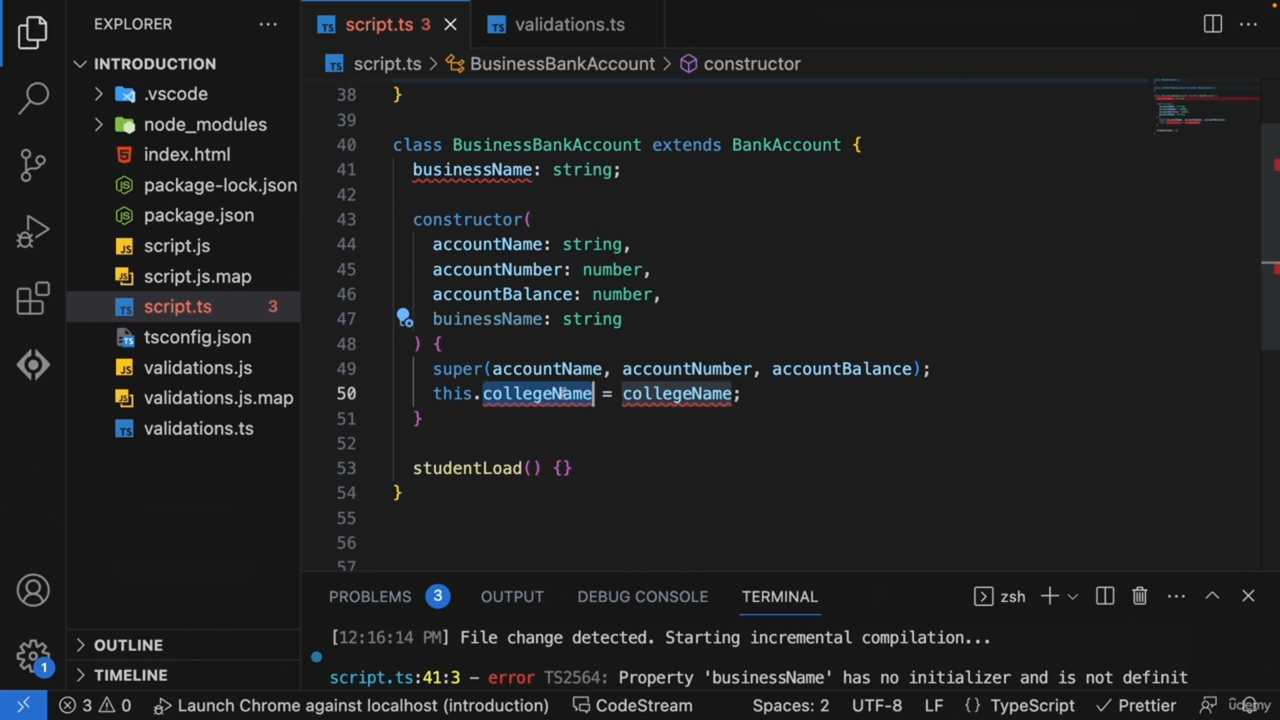 EXPLORER
INTRODUCTION
.vscode
node_modules
index.html
package-lock.json
package.json
script.js
script.js.map
script.ts 3
tsconfig.json
validations.js
validations.js.map
validations.ts
OUTLINE
TIMELINE
script.ts 3
validations.ts
script.ts > BusinessBankAccount > constructor
38 }
39
40 class BusinessBankAccount extends BankAccount {
41 businessName: string;
42
43 constructor(
44 accountName: string,
45 accountNumber: number,
46 accountBalance: number,
47 buinessName: string
48 ) {
49 super(accountName, accountNumber, accountBalance);
50 this.collegeName = collegeName;
51 }
52
53 studentLoad() {}
54 }
55
56
57
PROBLEMS 3 OUTPUT DEBUG CONSOLE TERMINAL zsh
[12:16:14 PM] File change detected. Starting incremental compilation...
script.ts:41:3 - error TS2564: Property 'businessName' has no initializer and is not definit
1
3 0 Launch Chrome against localhost (introduction) CodeStream Spaces: 2 UTF-8 LF {} TypeScript Prettier
udemy